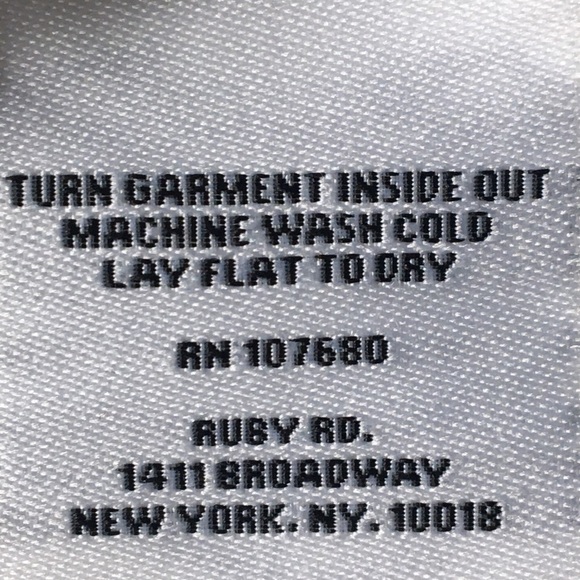 TURN GARMENT INSIDE OUT
MACHINE WASH COLD
LAY FLAT TO DRY
RN 107680
RUBY RD.
1411 BROADWAY
NEW YORK. NY. 10018